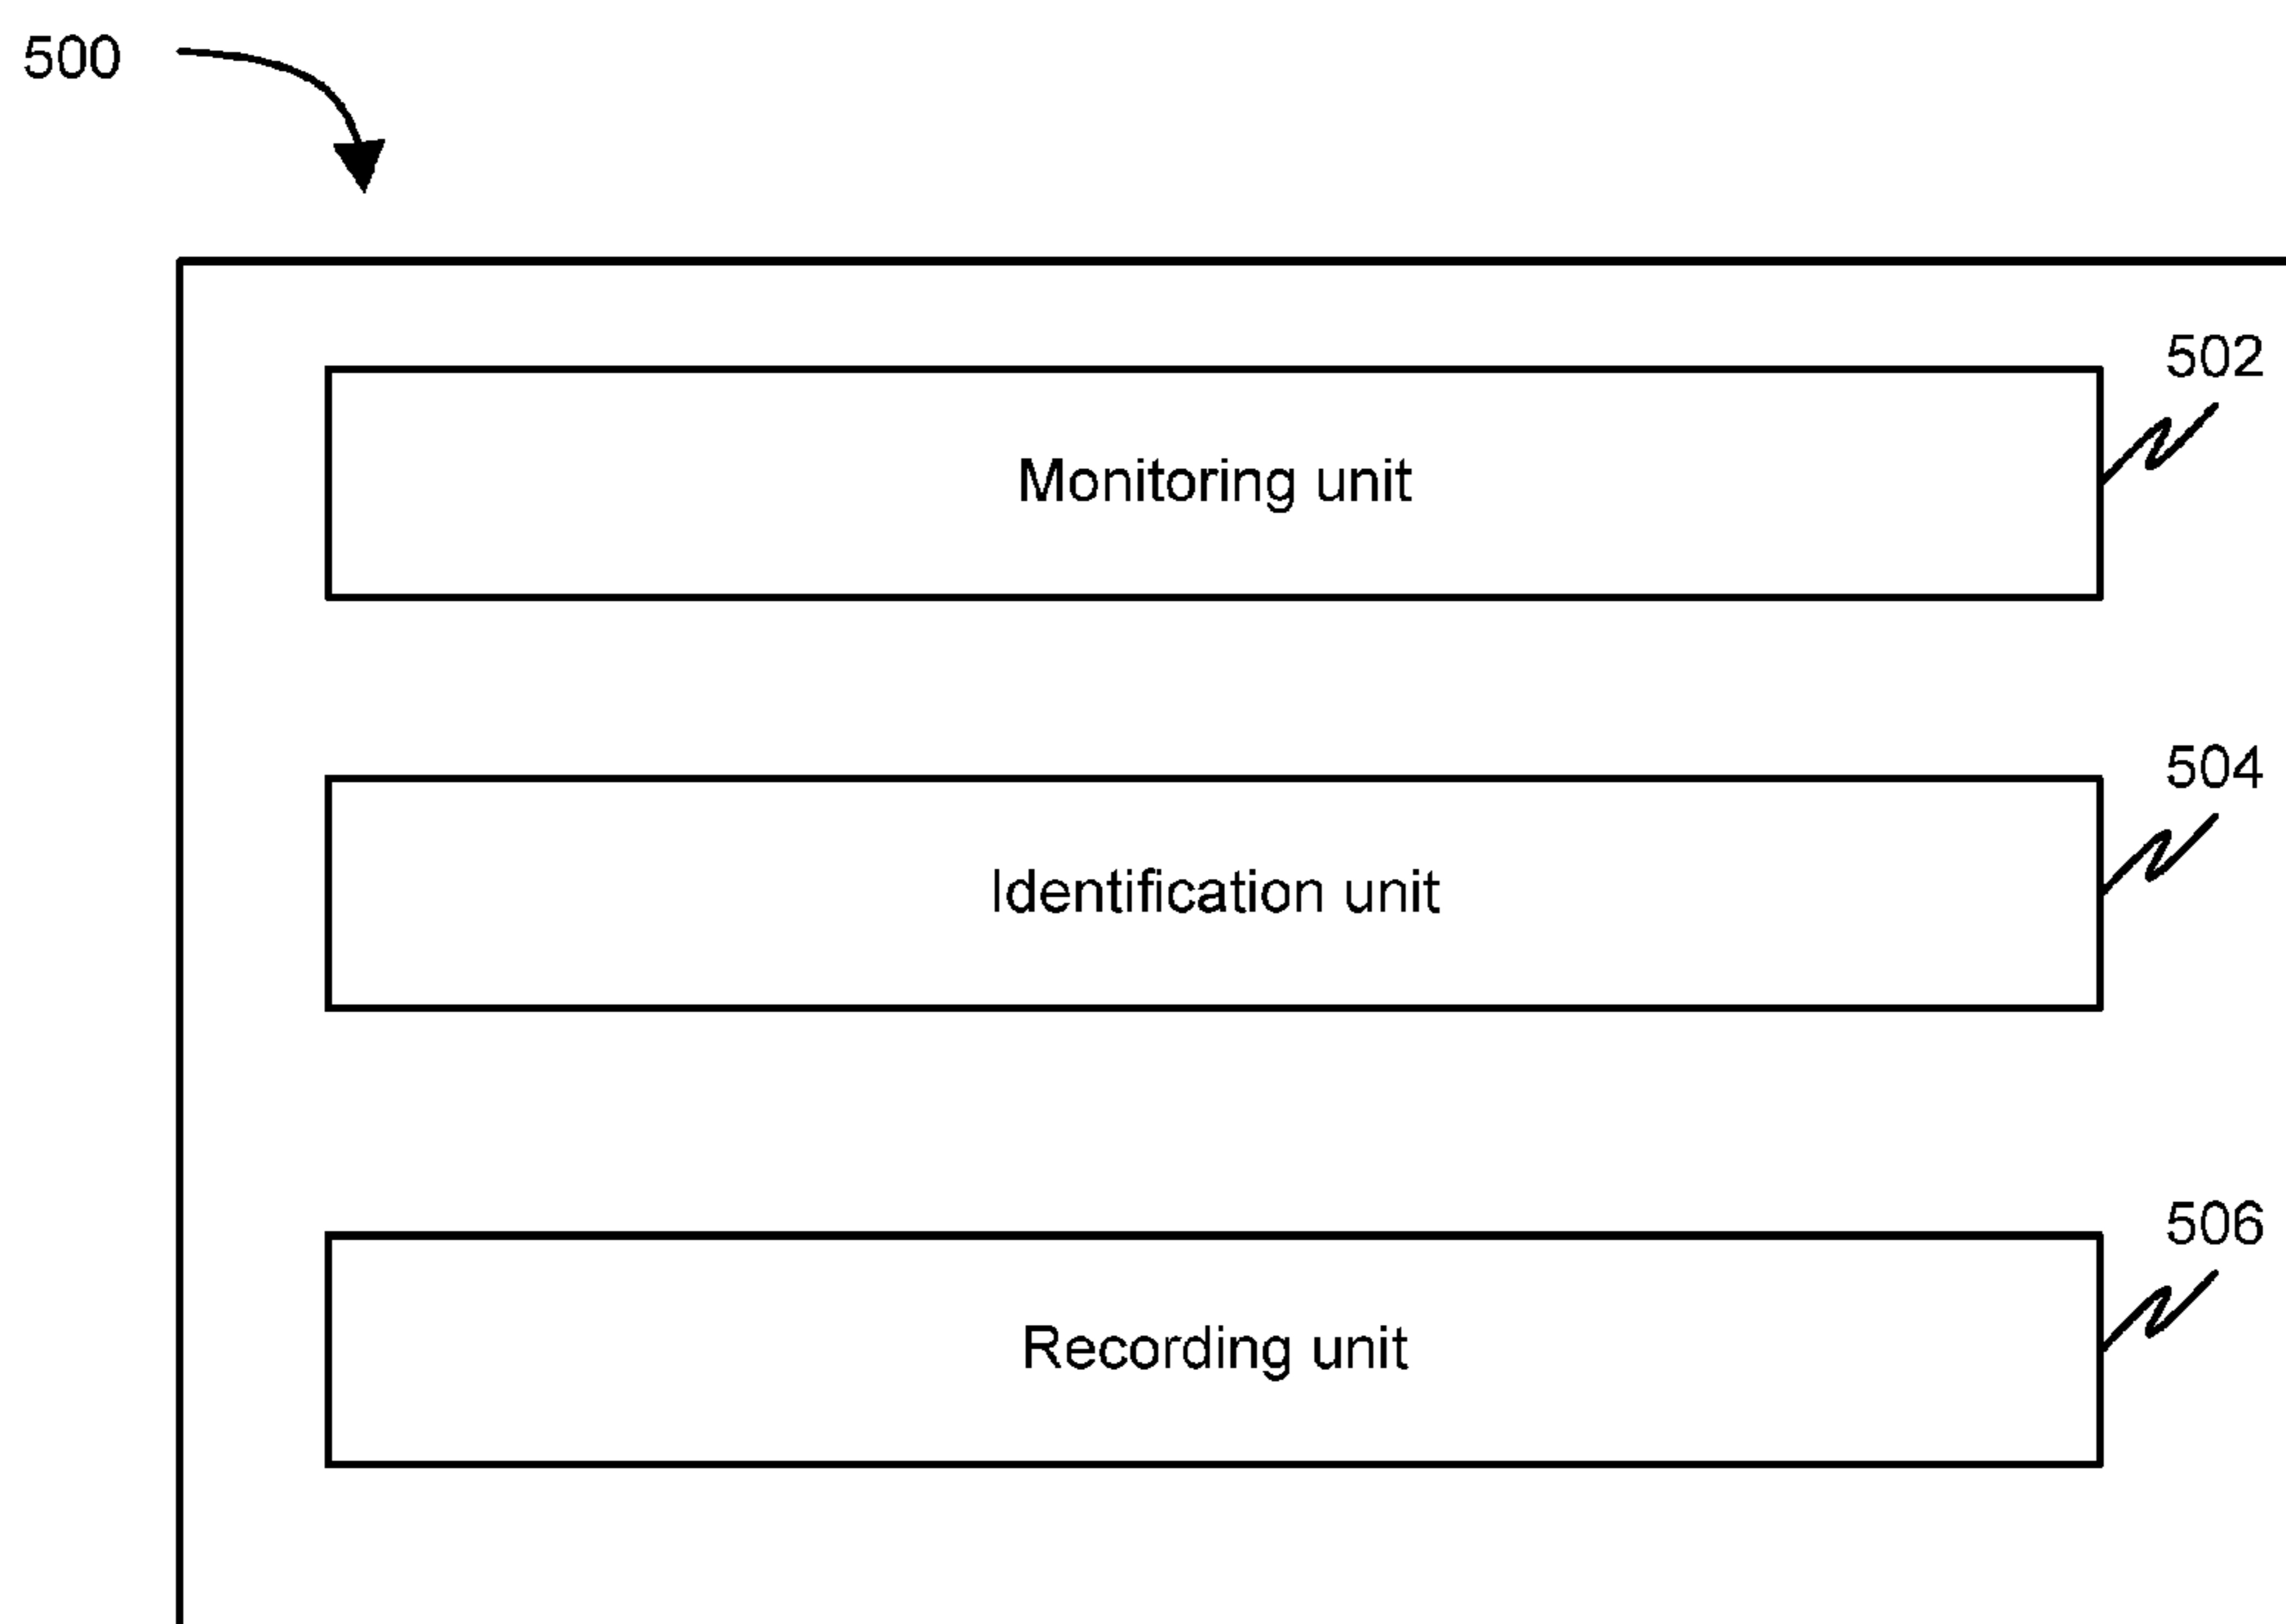 500
502
Monitoring unit
504
Identification unit
506
Recording unit